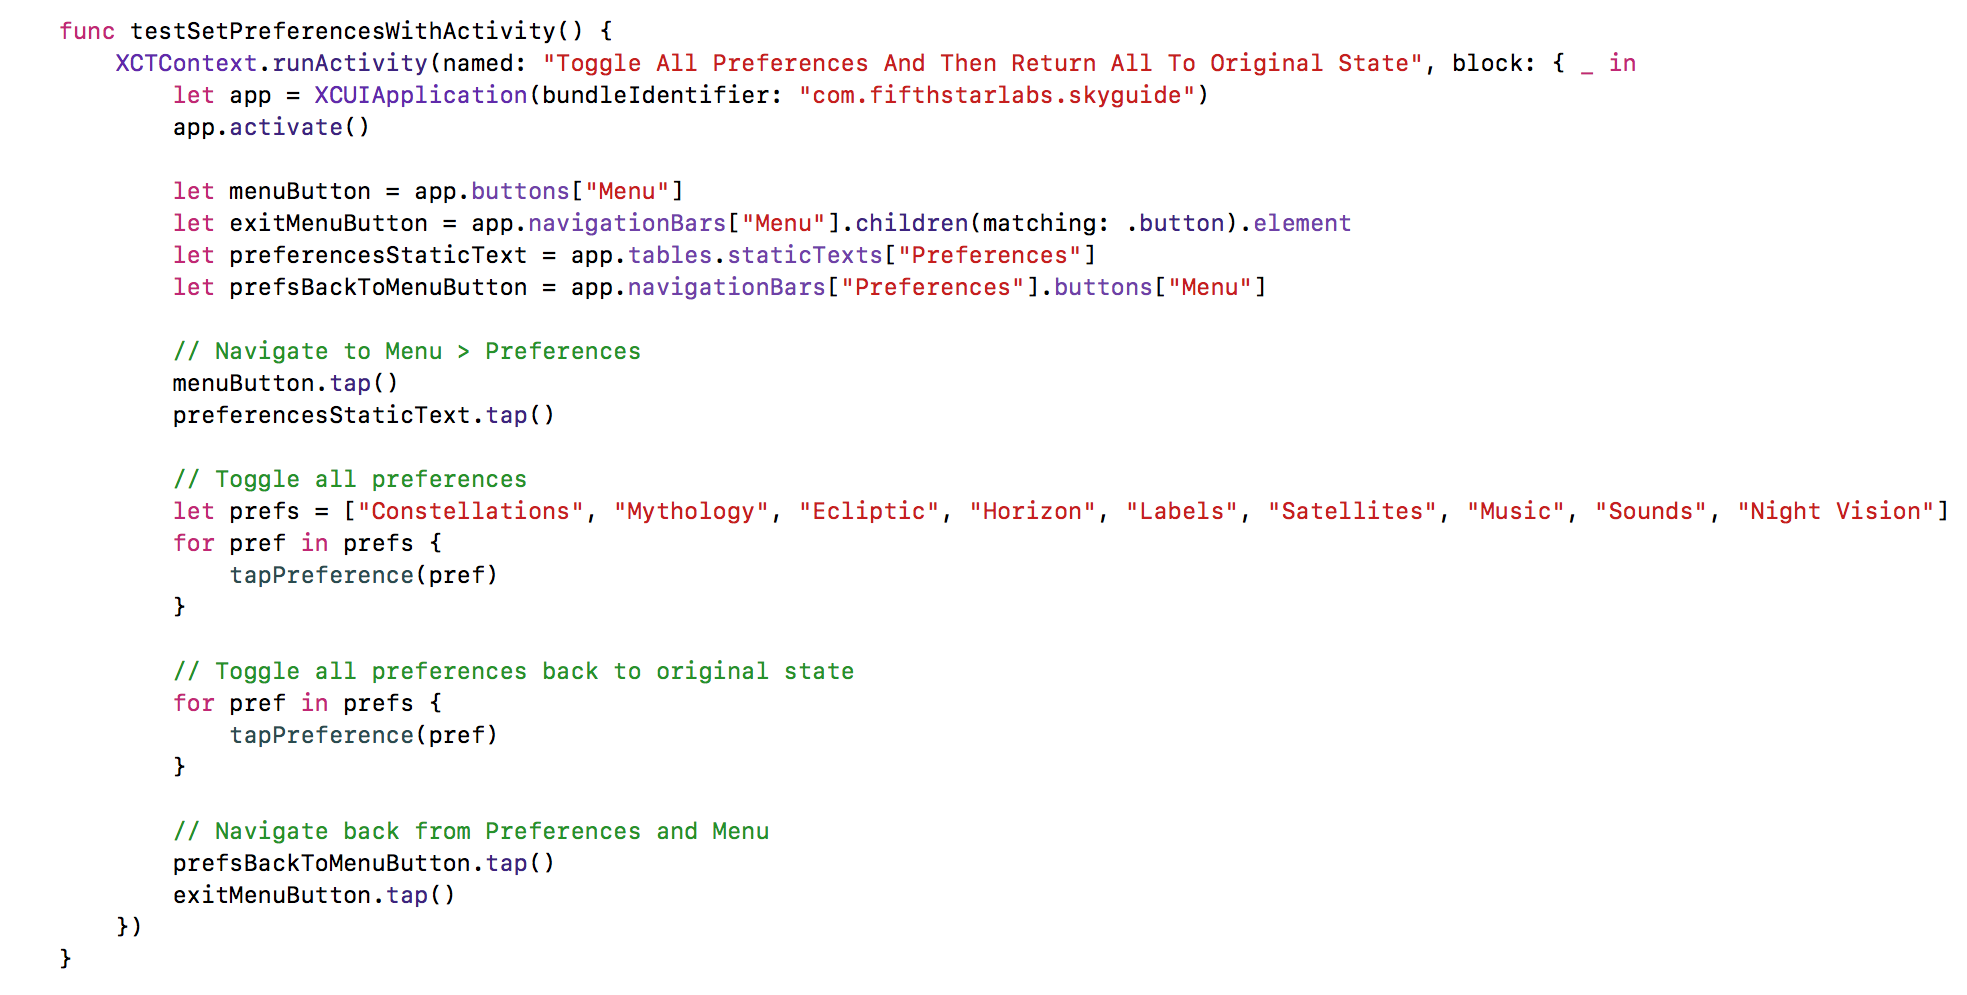 func testSetPreferencesWithActivity() {
    XCTContext.runActivity(named: "Toggle All Preferences And Then Return All To Original State", block: { _ in
        let app = XCUIApplication(bundleIdentifier: "com.fifthstarlabs.skyguide")
        app.activate()

        let menuButton = app.buttons["Menu"]
        let exitMenuButton = app.navigationBars["Menu"].children(matching: .button).element
        let preferencesStaticText = app.tables.staticTexts["Preferences"]
        let prefsBackToMenuButton = app.navigationBars["Preferences"].buttons["Menu"]

        // Navigate to Menu > Preferences
        menuButton.tap()
        preferencesStaticText.tap()

        // Toggle all preferences
        let prefs = ["Constellations", "Mythology", "Ecliptic", "Horizon", "Labels", "Satellites", "Music", "Sounds", "Night Vision"]
        for pref in prefs {
            tapPreference(pref)
        }

        // Toggle all preferences back to original state
        for pref in prefs {
            tapPreference(pref)
        }

        // Navigate back from Preferences and Menu
        prefsBackToMenuButton.tap()
        exitMenuButton.tap()
    })
}